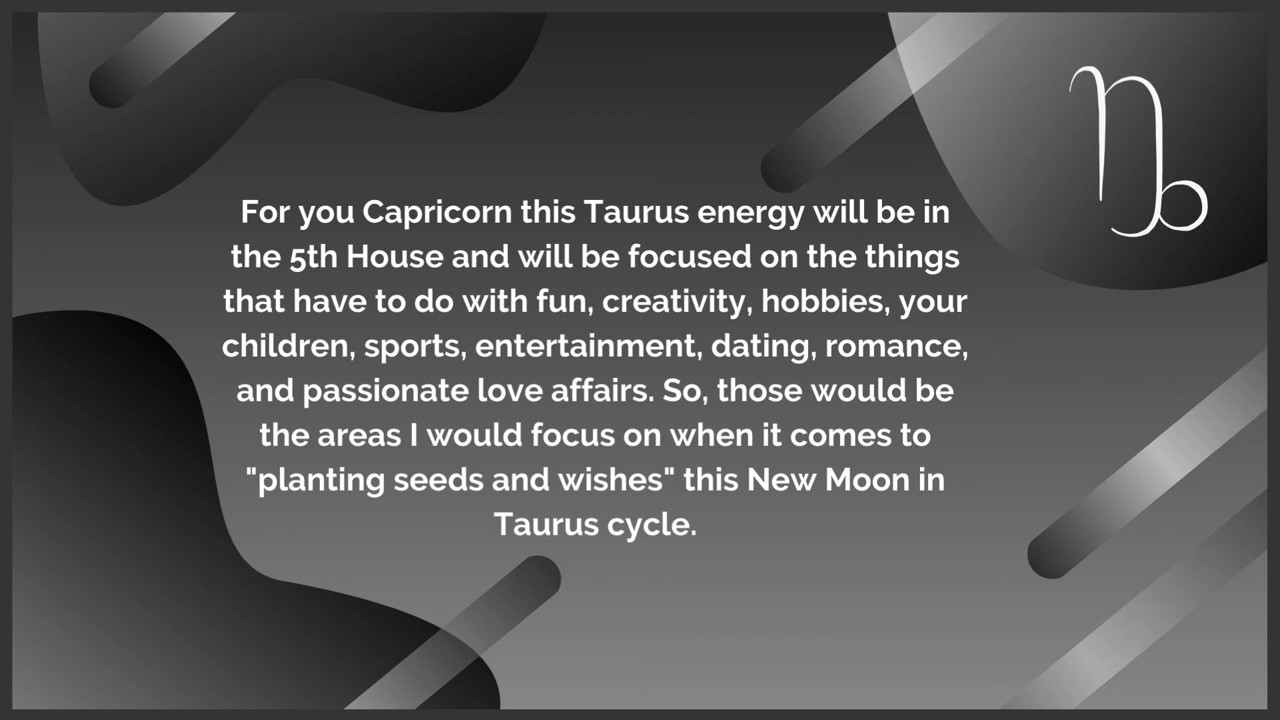 For you Capricorn this Taurus energy will be in
the 5th House and will be focused on the things
that have to do with fun, creativity, hobbies, your
children, sports, entertainment, dating, romance,
and passionate love affairs. So, those would be
the areas I would focus on when it comes to
"planting seeds and wishes" this New Moon in
Taurus cycle.